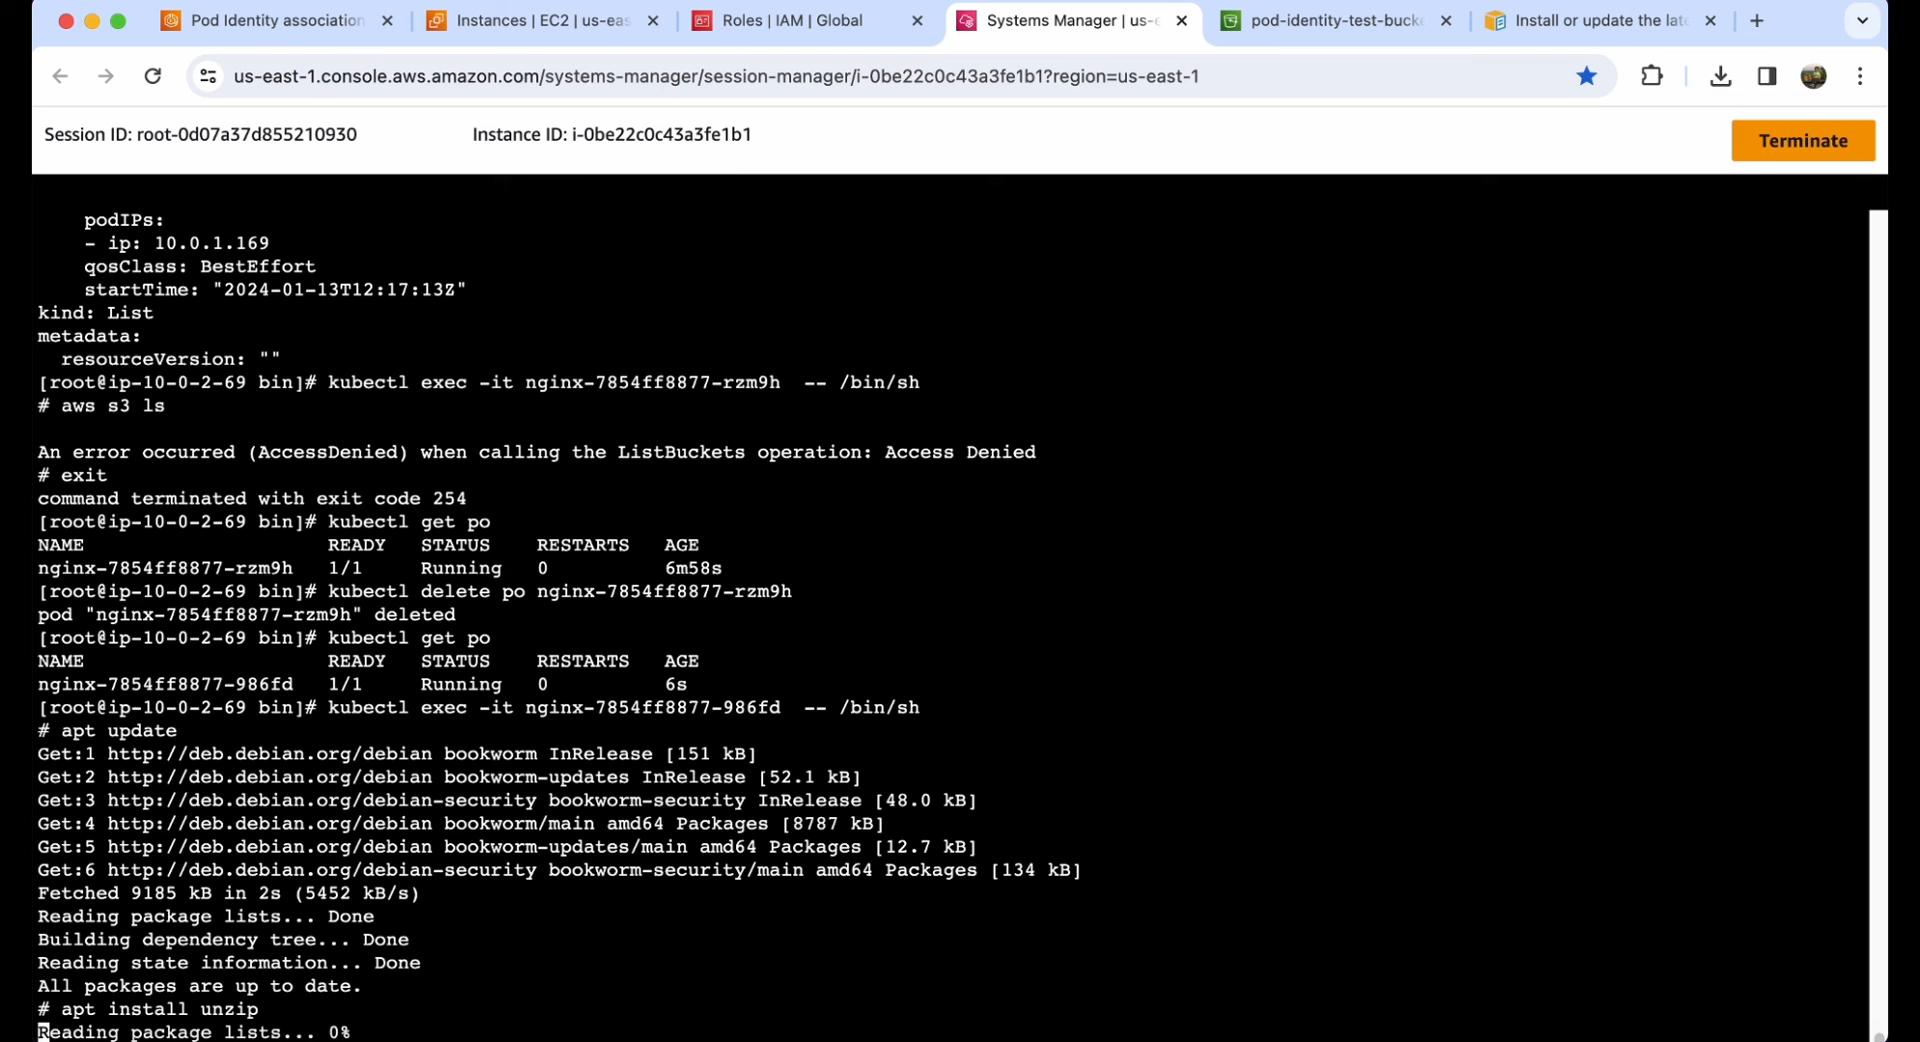 Pod Identity association
Instances | EC2 | us-eas
Roles | IAM | Global
Systems Manager | us-e
pod-identity-test-bucke
Install or update the late
us-east-1.console.aws.amazon.com/systems-manager/session-manager/i-0be22c0c43a3fe1b1?region=us-east-1
Session ID: root-0d07a37d855210930
Instance ID: i-0be22c0c43a3fe1b1
Terminate
podIPs:
- ip: 10.0.1.169
qosClass: BestEffort
startTime: "2024-01-13T12:17:13Z"
kind: List
metadata:
resourceVersion: ""
[root@ip-10-0-2-69 bin]# kubectl exec -it nginx-7854ff8877-rzm9h  -- /bin/sh
# aws s3 ls
An error occurred (AccessDenied) when calling the ListBuckets operation: Access Denied
# exit
command terminated with exit code 254
[root@ip-10-0-2-69 bin]# kubectl get po
NAME READY STATUS RESTARTS AGE
nginx-7854ff8877-rzm9h 1/1 Running 0 6m58s
[root@ip-10-0-2-69 bin]# kubectl delete po nginx-7854ff8877-rzm9h
pod "nginx-7854ff8877-rzm9h" deleted
[root@ip-10-0-2-69 bin]# kubectl get po
NAME READY STATUS RESTARTS AGE
nginx-7854ff8877-986fd 1/1 Running 0 6s
[root@ip-10-0-2-69 bin]# kubectl exec -it nginx-7854ff8877-986fd  -- /bin/sh
# apt update
Get:1 http://deb.debian.org/debian bookworm InRelease [151 kB]
Get:2 http://deb.debian.org/debian bookworm-updates InRelease [52.1 kB]
Get:3 http://deb.debian.org/debian-security bookworm-security InRelease [48.0 kB]
Get:4 http://deb.debian.org/debian bookworm/main amd64 Packages [8787 kB]
Get:5 http://deb.debian.org/debian bookworm-updates/main amd64 Packages [12.7 kB]
Get:6 http://deb.debian.org/debian-security bookworm-security/main amd64 Packages [134 kB]
Fetched 9185 kB in 2s (5452 kB/s)
Reading package lists... Done
Building dependency tree... Done
Reading state information... Done
All packages are up to date.
# apt install unzip
Reading package lists... 0%